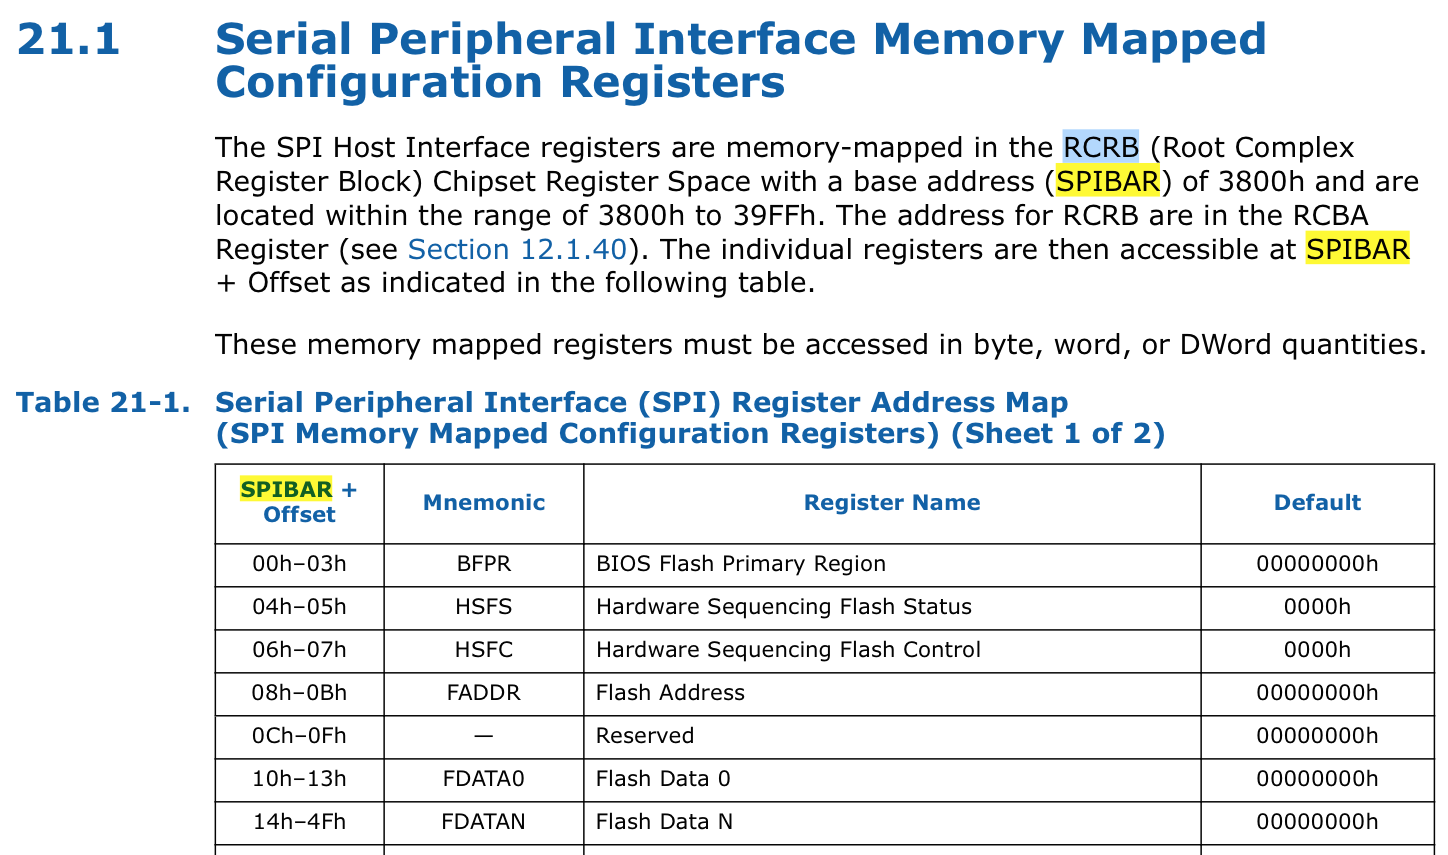 21.1 Serial Peripheral Interface Memory Mapped
Configuration Registers
The SPI Host Interface registers are memory-mapped in the RCRB (Root Complex
Register Block) Chipset Register Space with a base address (SPIBAR) of 3800h and are
located within the range of 3800h to 39FFh. The address for RCRB are in the RCBA
Register (see Section 12.1.40). The individual registers are then accessible at SPIBAR
+ Offset as indicated in the following table.
These memory mapped registers must be accessed in byte, word, or DWord quantities.
Table 21-1. Serial Peripheral Interface (SPI) Register Address Map
(SPI Memory Mapped Configuration Registers) (Sheet 1 of 2)
SPIBAR +
Offset Mnemonic Register Name Default
00h–03h BFPR BIOS Flash Primary Region 00000000h
04h–05h HSFS Hardware Sequencing Flash Status 0000h
06h–07h HSFC Hardware Sequencing Flash Control 0000h
08h–0Bh FADDR Flash Address 00000000h
0Ch–0Fh — Reserved 00000000h
10h–13h FDATA0 Flash Data 0 00000000h
14h–4Fh FDATAN Flash Data N 00000000h